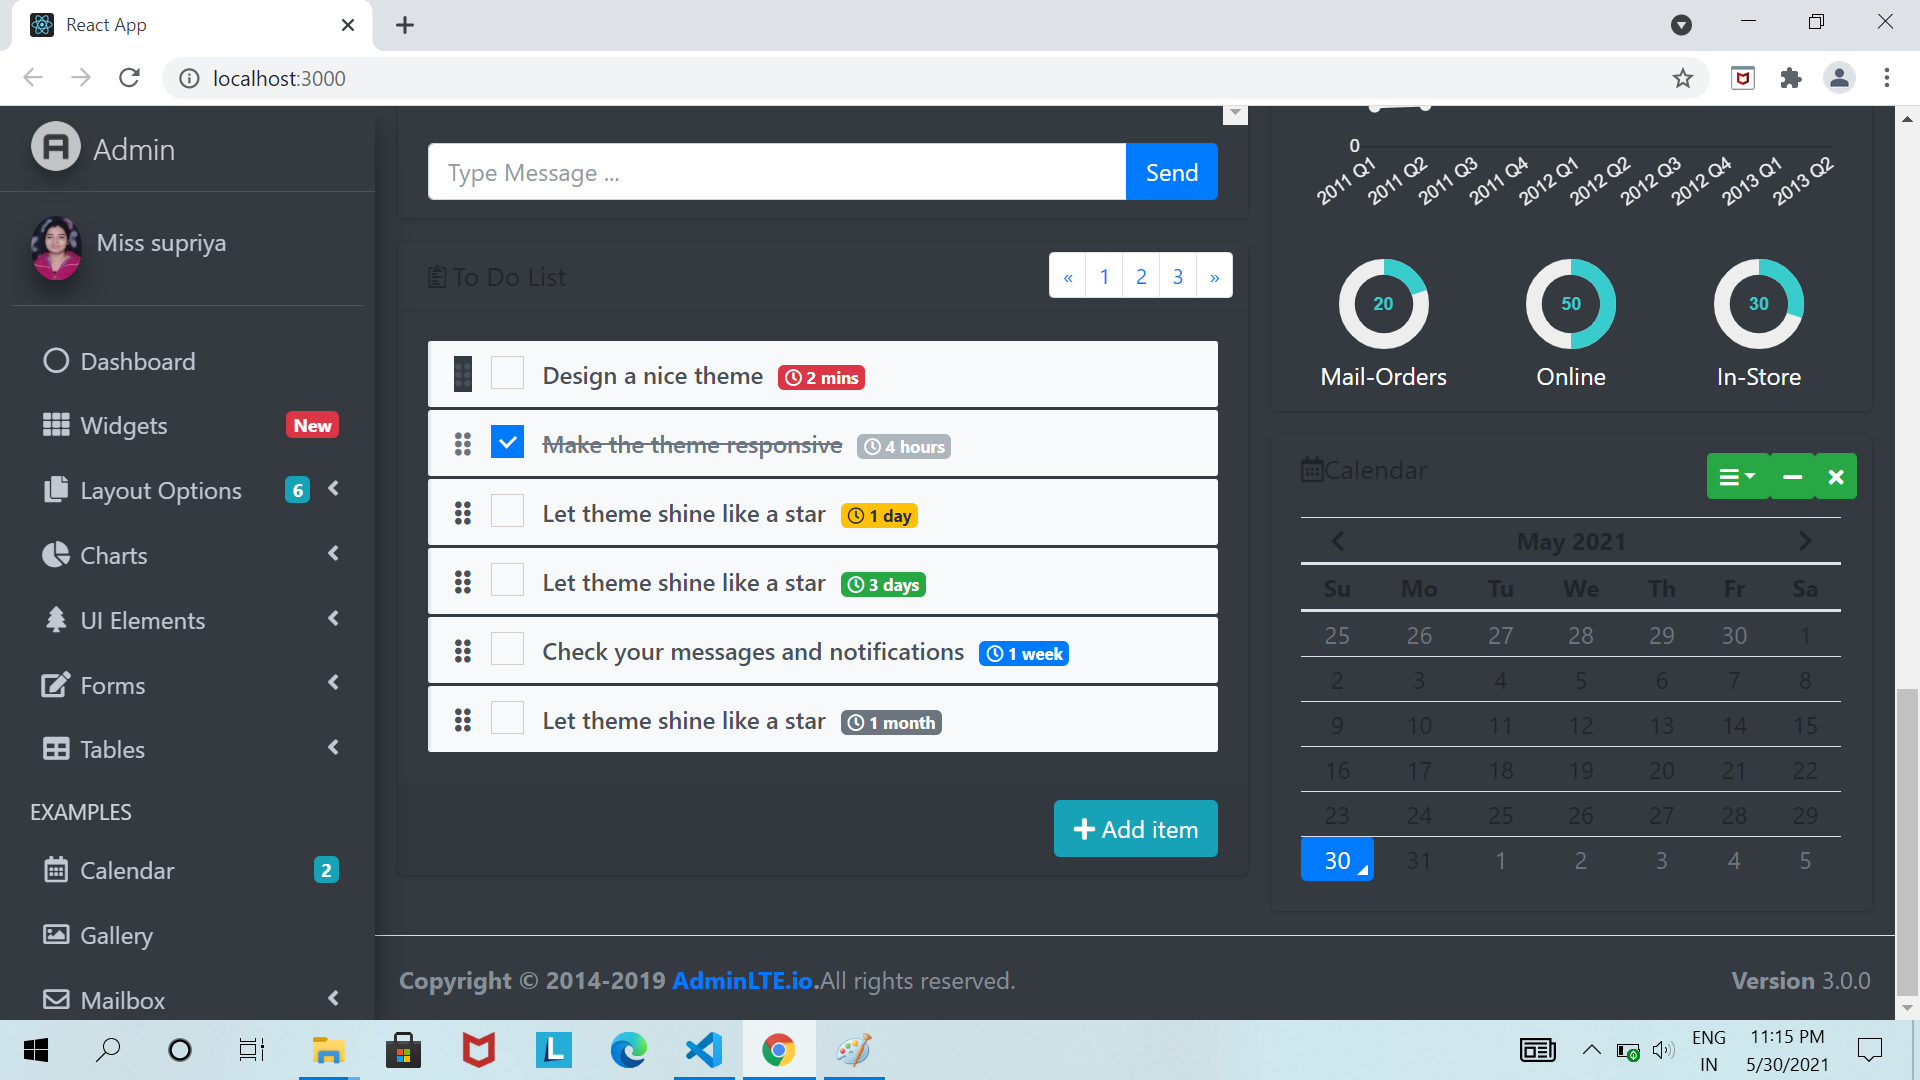 React App
localhost:3000
Admin
Miss supriya
Dashboard
Widgets New
Layout Options 6
Charts
UI Elements
Forms
Tables
EXAMPLES
Calendar 2
Gallery
Mailbox
Type Message ...
Send
To Do List
« 1 2 3 »
Design a nice theme 2 mins
Make the theme responsive 4 hours
Let theme shine like a star 1 day
Let theme shine like a star 3 days
Check your messages and notifications 1 week
Let theme shine like a star 1 month
Add item
0
2011 Q1 2011 Q2 2011 Q3 2011 Q4 2012 Q1 2012 Q2 2012 Q3 2012 Q4 2013 Q1 2013 Q2
20 50 30
Mail-Orders Online In-Store
Calendar
May 2021
Su Mo Tu We Th Fr Sa
25 26 27 28 29 30 1
2 3 4 5 6 7 8
9 10 11 12 13 14 15
16 17 18 19 20 21 22
23 24 25 26 27 28 29
30 31 1 2 3 4 5
Copyright © 2014-2019 AdminLTE.io.All rights reserved.
Version 3.0.0
L
ENG
IN
11:15 PM
5/30/2021